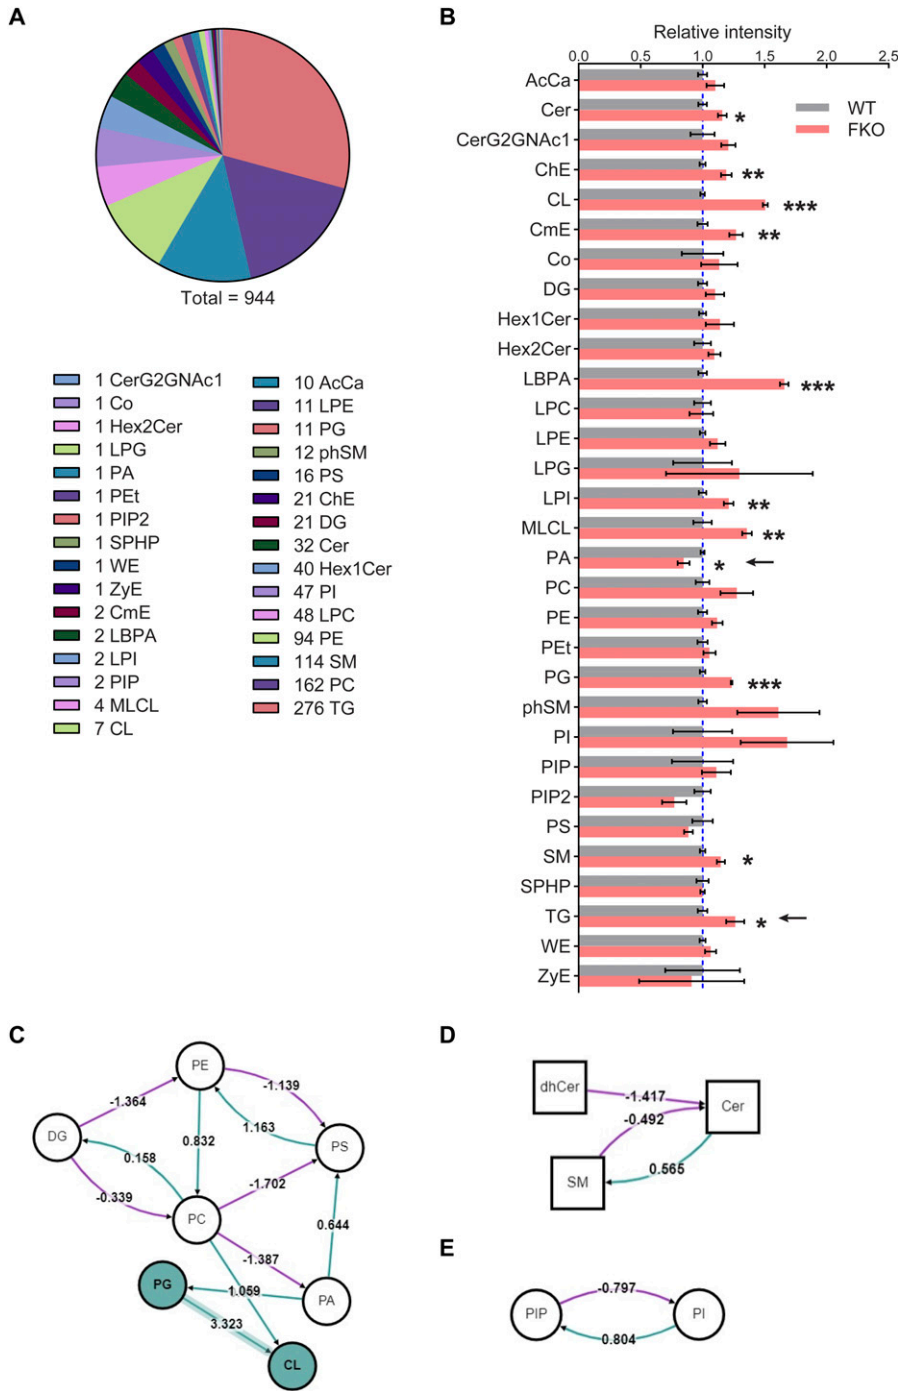 A
Total = 944
1 CerG2GNAc1
1 Co
1 Hex2Cer
1 LPG
1 PA
1 PEt
1 PIP2
1 SPHP
1 WE
1 ZyE
2 CmE
2 LBPA
2 LPI
2 PIP
4 MLCL
7 CL
10 AcCa
11 LPE
11 PG
12 phSM
16 PS
21 ChE
21 DG
32 Cer
40 Hex1Cer
47 PI
48 LPC
94 PE
114 SM
162 PC
276 TG
B
Relative intensity
0.0 0.5 1.0 1.5 2.0 2.5
WT
FKO
AcCa
Cer *
CerG2GNAc1
ChE **
CL ***
CmE **
Co
DG
Hex1Cer
Hex2Cer
LBPA ***
LPC
LPE
LPG
LPI **
MLCL **
PA * ←
PC
PE
PEt
PG ***
phSM
PI
PIP
PIP2
PS
SM *
SPHP
TG * ←
WE
ZyE
C
PE
-1.139
-1.364
DG
0.832
1.163
PS
0.158
-0.339
-1.702
PC
0.644
-1.387
PG
1.059
PA
3.323
CL
D
dhCer
-1.417
Cer
-0.492
0.565
SM
E
-0.797
PIP
PI
0.804